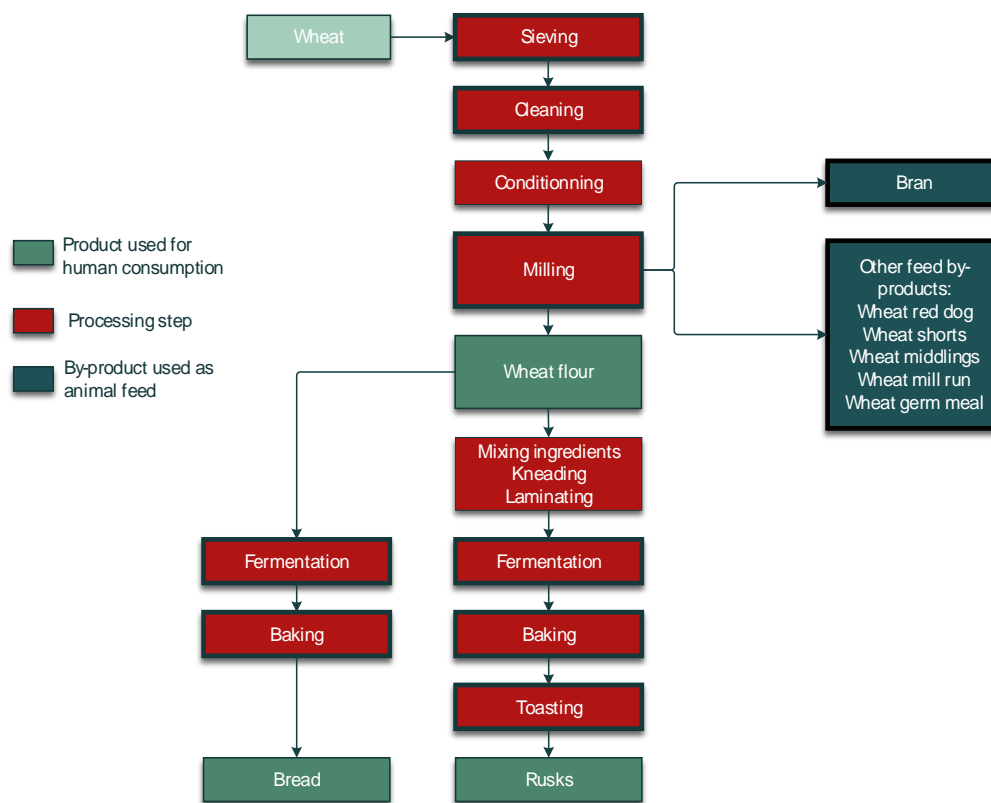 Wheat
Sieving
Cleaning
Conditionning
Bran
Milling
Other feed by-
products:
Wheat red dog
Wheat shorts
Wheat middlings
Wheat mill run
Wheat germ meal
Product used for
human consumption
Processing step
By-product used as
animal feed
Wheat flour
Mixing ingredients
Kneading
Laminating
Fermentation
Fermentation
Baking
Baking
Toasting
Bread
Rusks